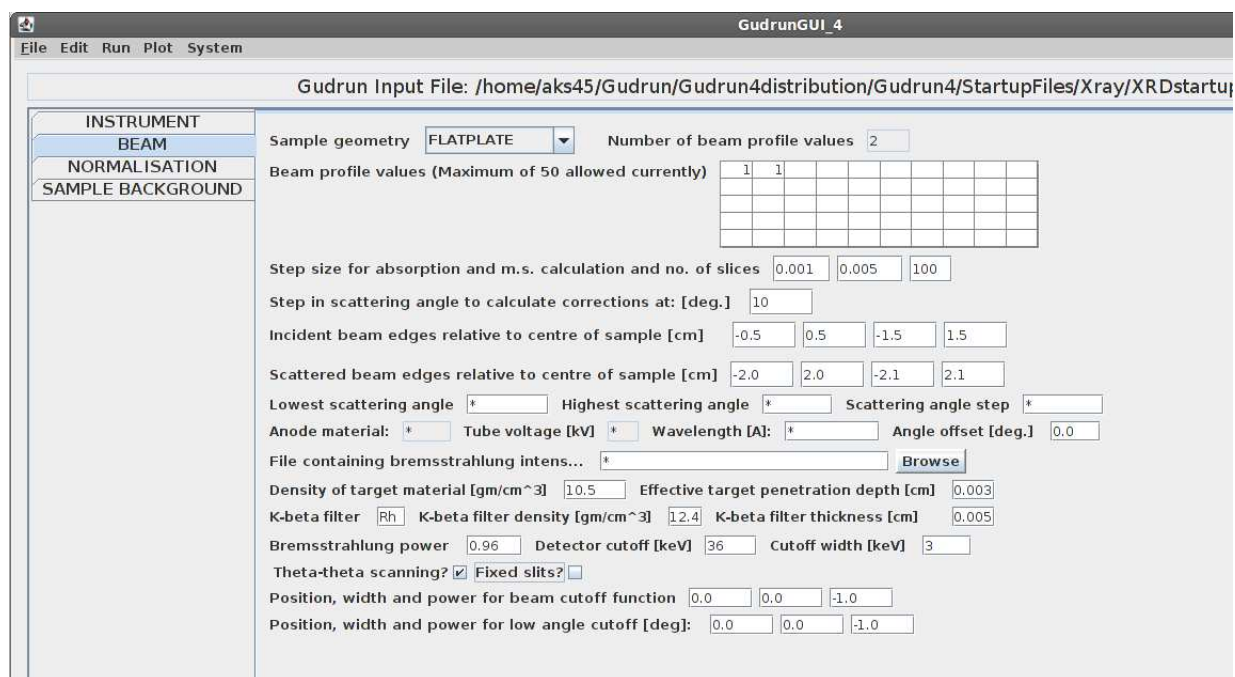 GudrunGUI_4
File Edit Run Plot System
Gudrun Input File: /home/aks45/Gudrun/Gudrun4distribution/Gudrun4/StartupFiles/Xray/XRDstartup
INSTRUMENT
BEAM
NORMALISATION
SAMPLE BACKGROUND
Sample geometry FLATPLATE Number of beam profile values 2
Beam profile values (Maximum of 50 allowed currently) 1 1
Step size for absorption and m.s. calculation and no. of slices 0.001 0.005 100
Step in scattering angle to calculate corrections at: [deg.] 10
Incident beam edges relative to centre of sample [cm] -0.5 0.5 -1.5 1.5
Scattered beam edges relative to centre of sample [cm] -2.0 2.0 -2.1 2.1
Lowest scattering angle * Highest scattering angle * Scattering angle step *
Anode material: * Tube voltage [kV] * Wavelength [A]: * Angle offset [deg.] 0.0
File containing bremsstrahlung intens... * Browse
Density of target material [gm/cm^3] 10.5 Effective target penetration depth [cm] 0.003
K-beta filter Rh K-beta filter density [gm/cm^3] 12.4 K-beta filter thickness [cm] 0.005
Bremsstrahlung power 0.96 Detector cutoff [keV] 36 Cutoff width [keV] 3
Theta-theta scanning? Fixed slits?
Position, width and power for beam cutoff function 0.0 0.0 -1.0
Position, width and power for low angle cutoff [deg]: 0.0 0.0 -1.0